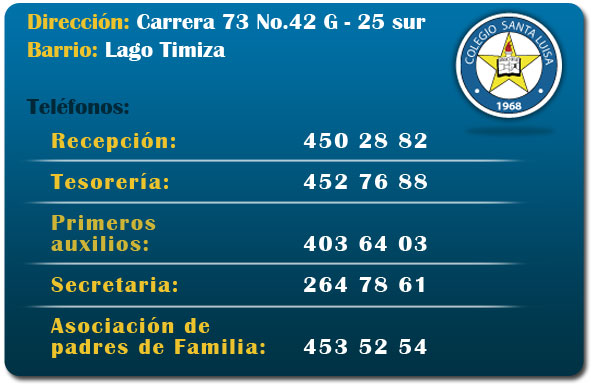 Dirección: Carrera 73 No.42 G - 25 sur
Barrio: Lago Timiza
COLEGIO SANTA LUISA
1968
Teléfonos:
Recepción: 450 28 82
Tesorería: 452 76 88
Primeros
auxilios: 403 64 03
Secretaria: 264 78 61
Asociación de
padres de Familia: 453 52 54